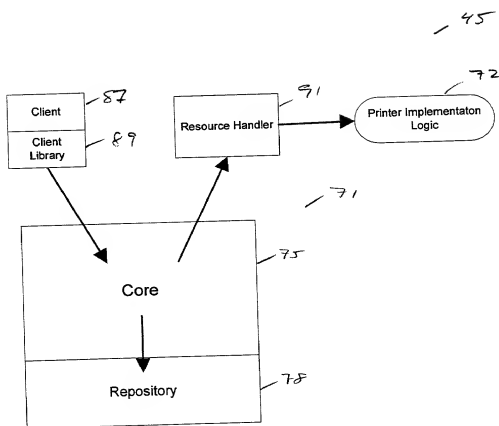 45
72
87
91
Client
Resource Handler
Printer Implementaton
Logic
89
Client
Library
71
75
Core
Repository
78